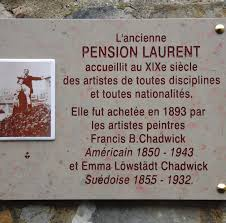 L'ancienne
PENSION LAURENT
accueillit au XIXe siècle
des artistes de toutes disciplines
et toutes nationalités.
Elle fut achetée en 1893 par
les artistes peintres
Francis B.Chadwick
Américain 1850 - 1943
et Emma Löwstädt Chadwick
Suédoise 1855 - 1932.